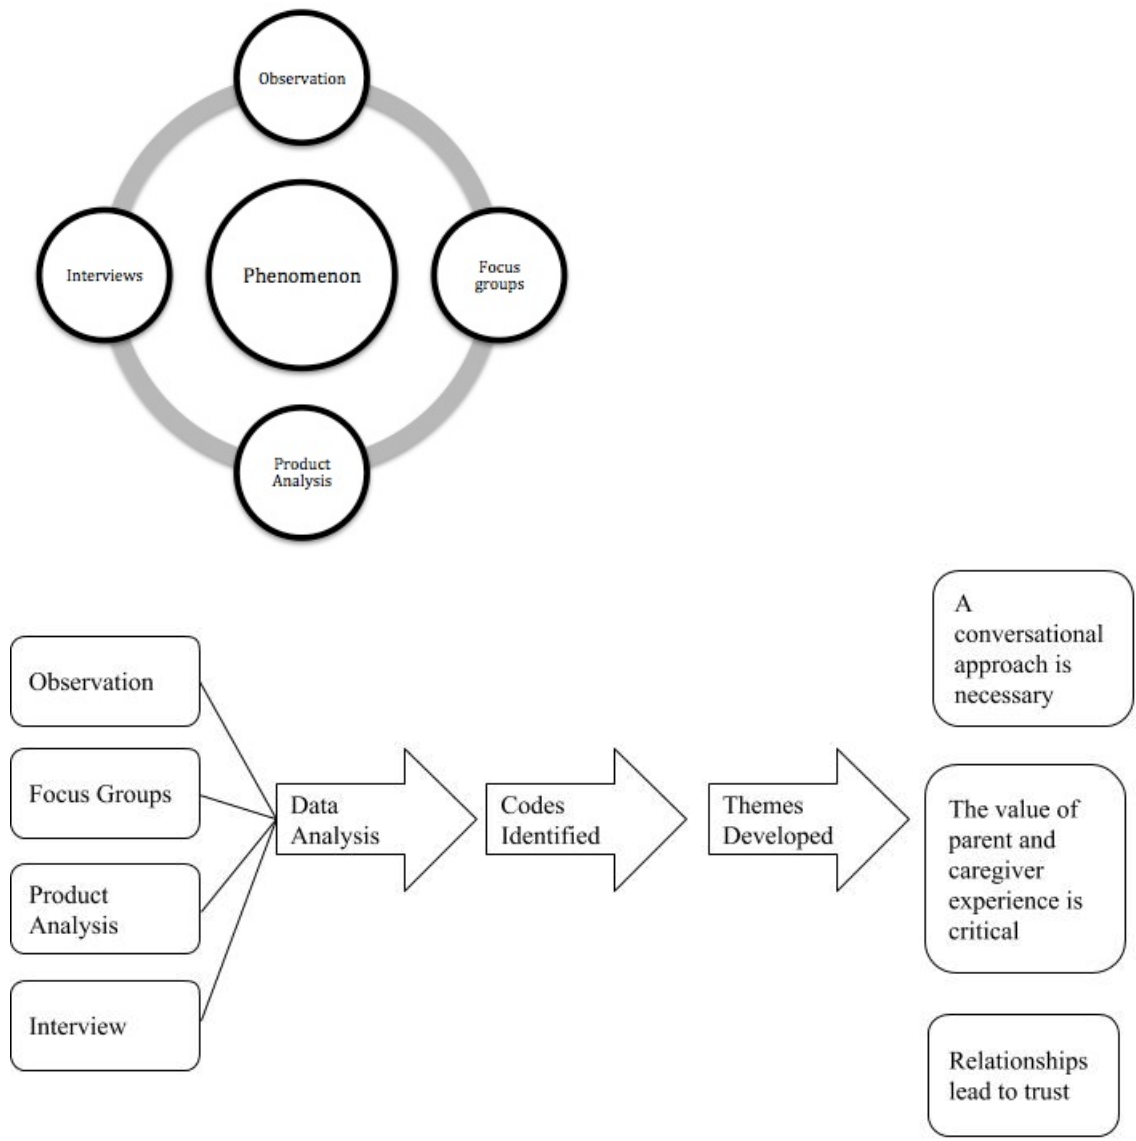 Observation
Interviews
Phenomenon
Focus
groups
Product
Analysis
Observation
Focus Groups
Product
Analysis
Interview
Data
Analysis
Codes
Identified
Themes
Developed
A
conversational
approach is
necessary
The value of
parent and
caregiver
experience is
critical
Relationships
lead to trust